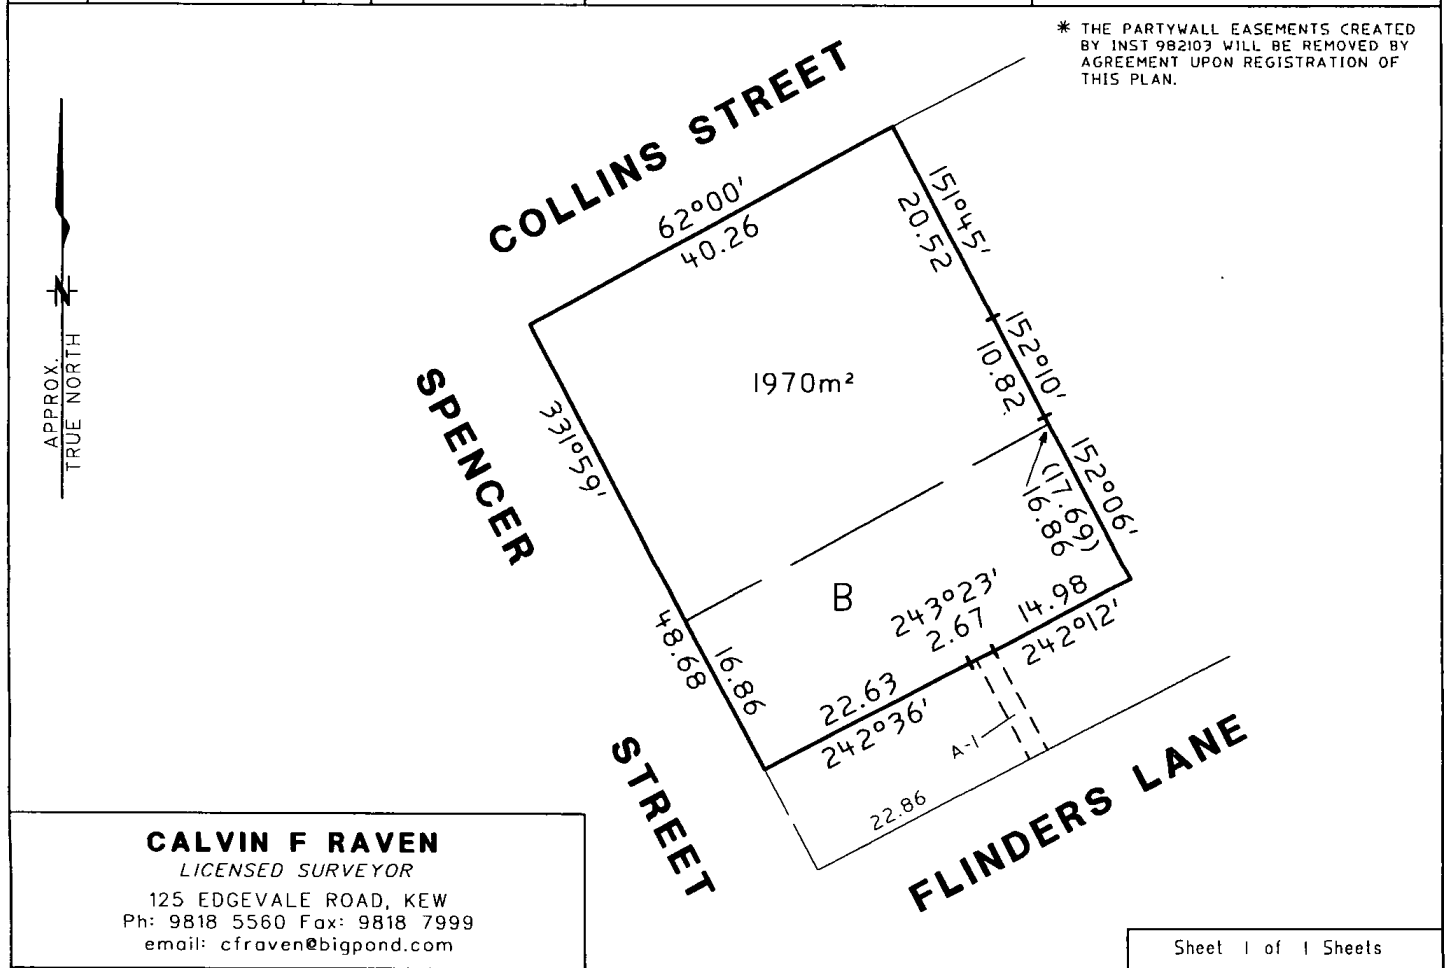 * THE PARTYWALL EASEMENTS CREATED
BY INST 982103 WILL BE REMOVED BY
AGREEMENT UPON REGISTRATION OF
THIS PLAN.
COLLINS STREET
62°00'
40.26
151°45'
20.52
152°10'
10.82
1970m²
APPROX.
TRUE NORTH
N
SPENCER
STREET
331°59'
48.68
16.86
152°06'
(17.69)
16.86
B
243°23'
2.67
14.98
242°12'
22.63
242°36'
A-1
22.86
FLINDERS LANE
CALVIN F RAVEN
LICENSED SURVEYOR
125 EDGEVALE ROAD, KEW
Ph: 9818 5560 Fax: 9818 7999
email: cfraven@bigpond.com
Sheet 1 of 1 Sheets